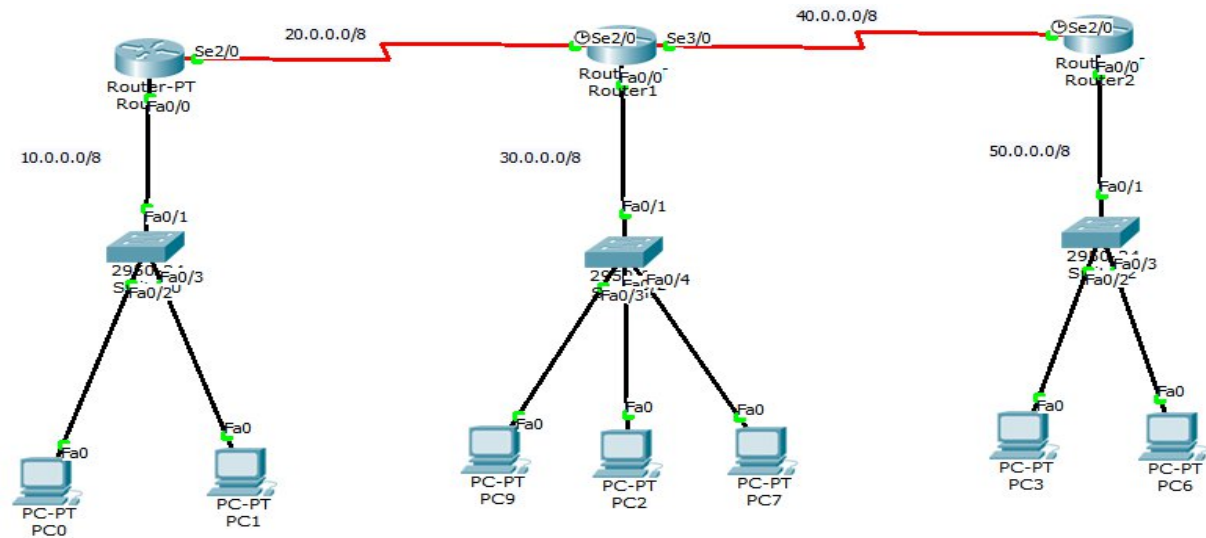 20.0.0.0/8
40.0.0.0/8
Se2/0
Se2/0
Se3/0
Se2/0
Router-PT
Fa0/0
Fa0/0
Router1
Fa0/0
Router2
10.0.0.0/8
30.0.0.0/8
50.0.0.0/8
Fa0/1
Fa0/1
Fa0/1
Fa0/3
Fa0/2
Fa0/4
Fa0/3
Fa0/3
Fa0/2
Fa0
Fa0
Fa0
Fa0
Fa0
Fa0
Fa0
PC-PT
PC0
PC-PT
PC1
PC-PT
PC9
PC-PT
PC2
PC-PT
PC7
PC-PT
PC3
PC-PT
PC6